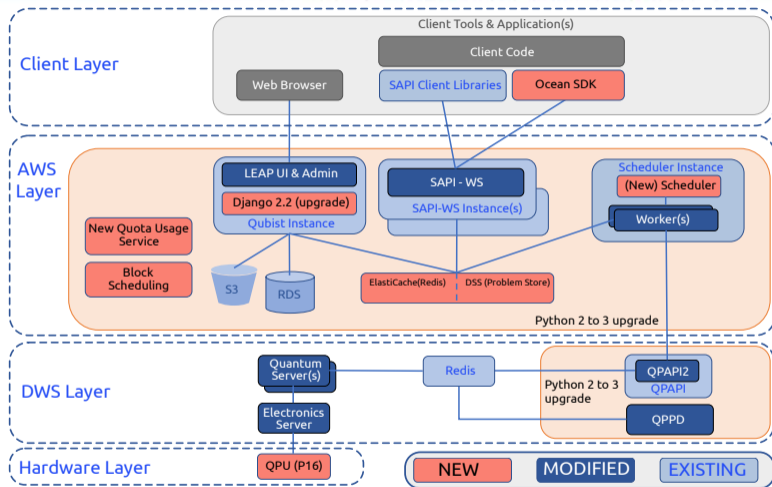 Client Tools & Application(s)
Client Layer
Client Code
Web Browser
SAPI Client Libraries
Ocean SDK
AWS
Layer
LEAP UI & Admin
Django 2.2 (upgrade)
Qubist Instance
SAPI - WS
SAPI-WS Instance(s)
Scheduler Instance
(New) Scheduler
Worker(s)
New Quota Usage
Service
Block
Scheduling
S3
RDS
ElastiCache(Redis)
DSS (Problem Store)
Python 2 to 3 upgrade
DWS Layer
Quantum
Server(s)
Redis
QPAPI2
QPAPI
Python 2 to 3
upgrade
Electronics
Server
QPPD
Hardware Layer
QPU (P16)
NEW
MODIFIED
EXISTING